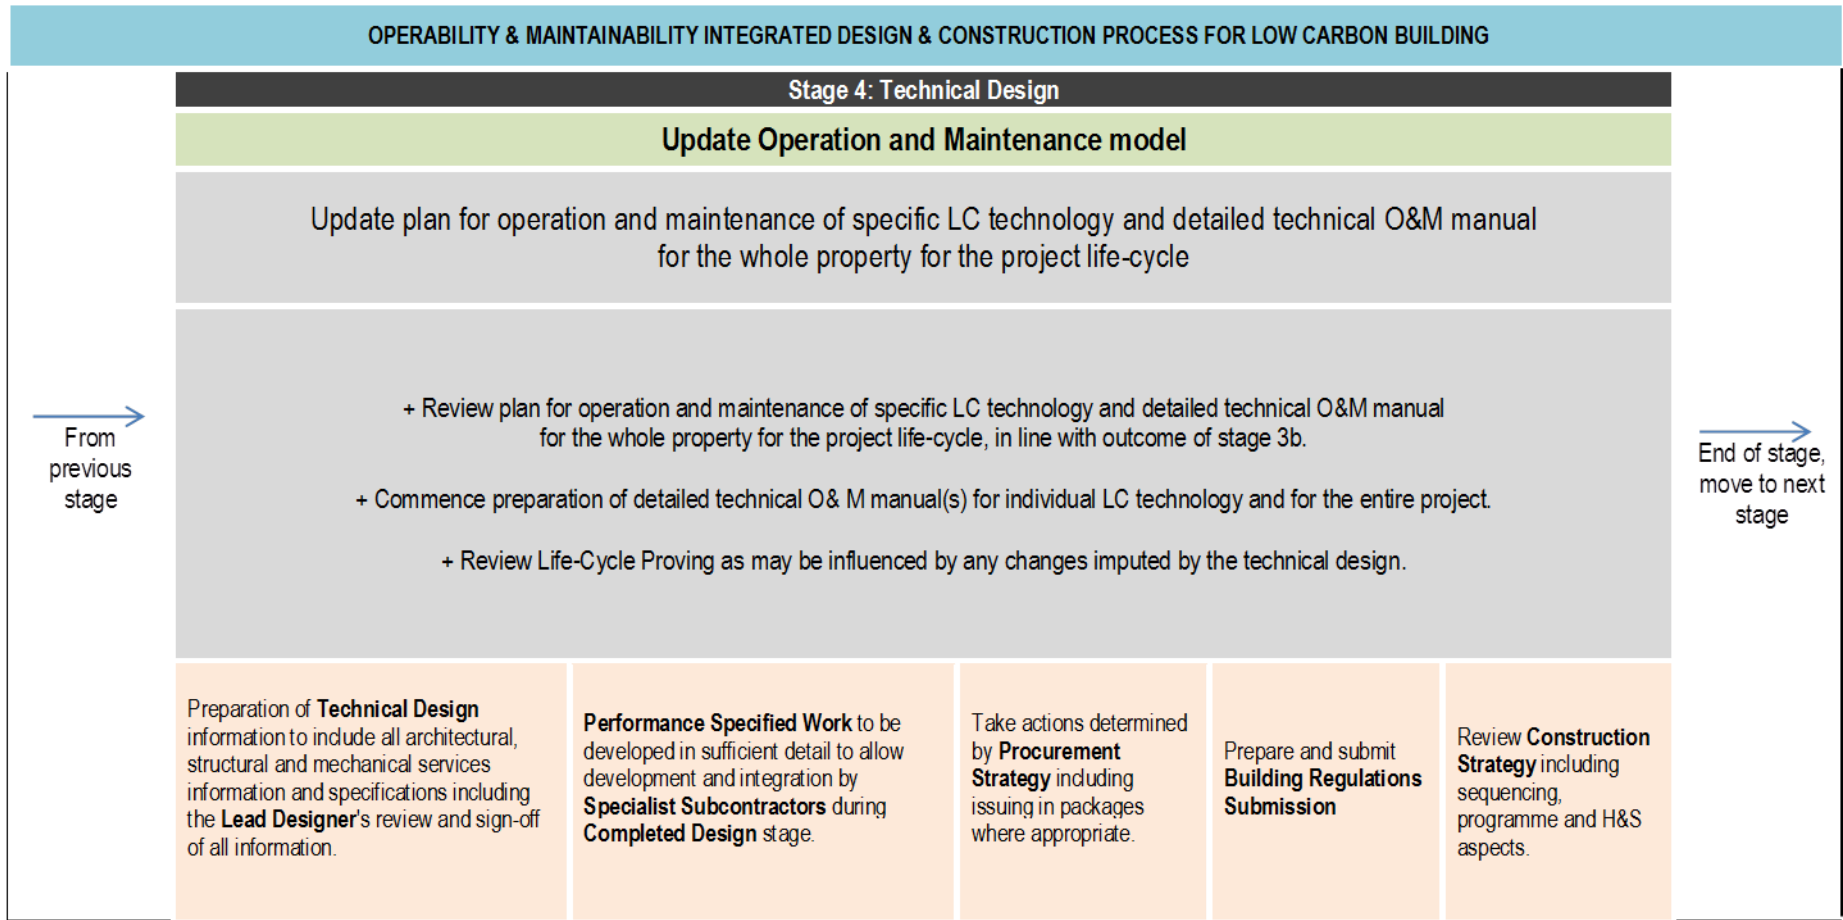 OPERABILITY & MAINTAINABILITY INTEGRATED DESIGN & CONSTRUCTION PROCESS FOR LOW CARBON BUILDING
Stage 4: Technical Design
Update Operation and Maintenance model
Update plan for operation and maintenance of specific LC technology and detailed technical O&M manual
for the whole property for the project life-cycle
From
previous
stage
+ Review plan for operation and maintenance of specific LC technology and detailed technical O&M manual
for the whole property for the project life-cycle, in line with outcome of stage 3b.
+ Commence preparation of detailed technical O& M manual(s) for individual LC technology and for the entire project.
+ Review Life-Cycle Proving as may be influenced by any changes imputed by the technical design.
End of stage,
move to next
stage
Preparation of Technical Design
information to include all architectural,
structural and mechanical services
information and specifications including
the Lead Designer's review and sign-off
of all information.
Performance Specified Work to be
developed in sufficient detail to allow
development and integration by
Specialist Subcontractors during
Completed Design stage.
Take actions determined
by Procurement
Strategy including
issuing in packages
where appropriate.
Prepare and submit
Building Regulations
Submission
Review Construction
Strategy including
sequencing,
programme and H&S
aspects.